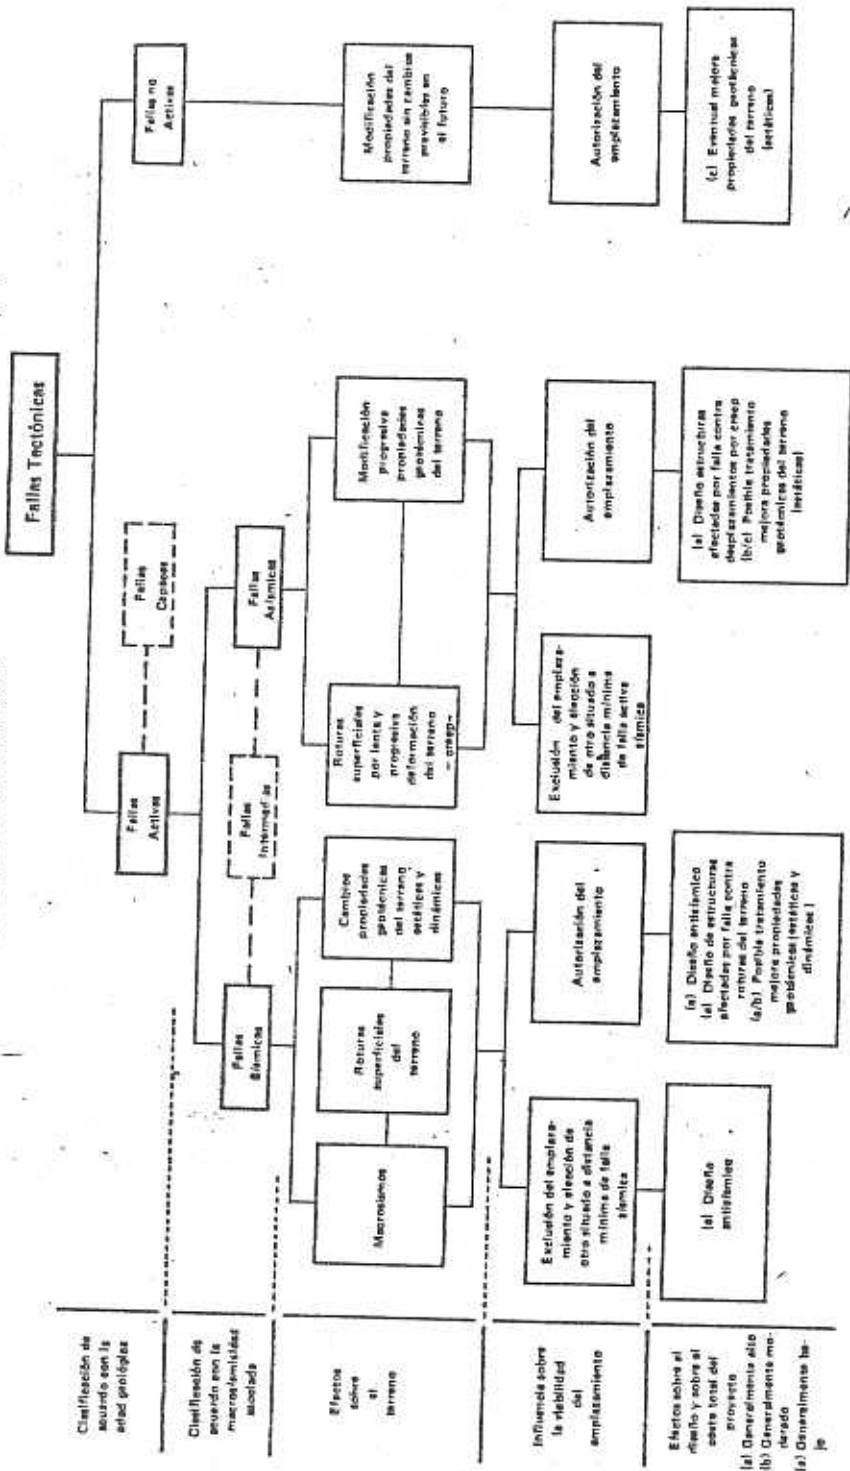 Fallas Tectónicas
Clasificación de
acuerdo con la
edad geológica
Fallas
Activas
Fallas
Capaces
Fallas no
Activas
Clasificación de
acuerdo con la
macrosismicidad
asociada
Fallas
Sísmicas
Fallas
Intermedias
Fallas
Asísmicas
Efectos
sobre
el
terreno
Macrosismos
Roturas
superficiales
del
terreno
Cambios
propiedades
geotécnicas
del terreno
estáticas y
dinámicas
Roturas
superficiales
por lenta y
progresiva
deformación
del terreno
– creep–
Modificación
progresiva
propiedades
geotécnicas
del terreno
Modificación
propiedades del
terreno sin cambios
previsibles en
el futuro
Influencia sobre
la viabilidad
del
emplazamiento
Exclusión del emplaza-
miento y elección de
otro situado a distancia
mínima de falla
sísmica
Autorización del
emplazamiento
Exclusión del emplaza-
miento y elección
de otro situado a
distancia mínima
de falla activa
sísmica
Autorización del
emplazamiento
Autorización del
emplazamiento
Efectos sobre el
diseño y sobre el
coste total del
proyecto
(a) Generalmente alto
(b) Generalmente mo-
derado
(c) Generalmente ba-
jo
(a) Diseño
antisísmico
(a) Diseño antisísmico
(a) Diseño de estructuras
afectadas por falla contra
roturas del terreno
(a/b) Posible tratamiento
mejora propiedades
geotécnicas (estáticas y
dinámicas)
(a) Diseño estructuras
afectadas por falla contra
desplazamientos por creep
(b/c) Posible tratamiento
mejora propiedades
geotécnicas del terreno
(estáticas)
(c) Eventual mejora
propiedades geotécnicas
del terreno
(estáticas)